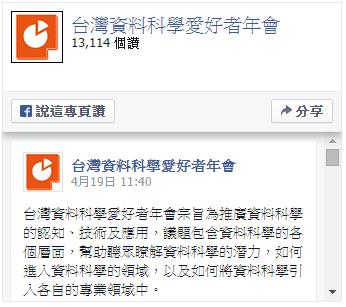 台灣資料科學愛好者年會
13,114 個讚
說這專頁讚
分享
台灣資料科學愛好者年會
4月19日 11:40
台灣資料科學愛好者年會宗旨為推廣資料科學
的認知、技術及應用，議題包含資料科學的各
個層面，幫助聽眾瞭解資料科學的潛力，如何
進入資料科學的領域，以及如何將資料科學引
入各自的專業領域中。